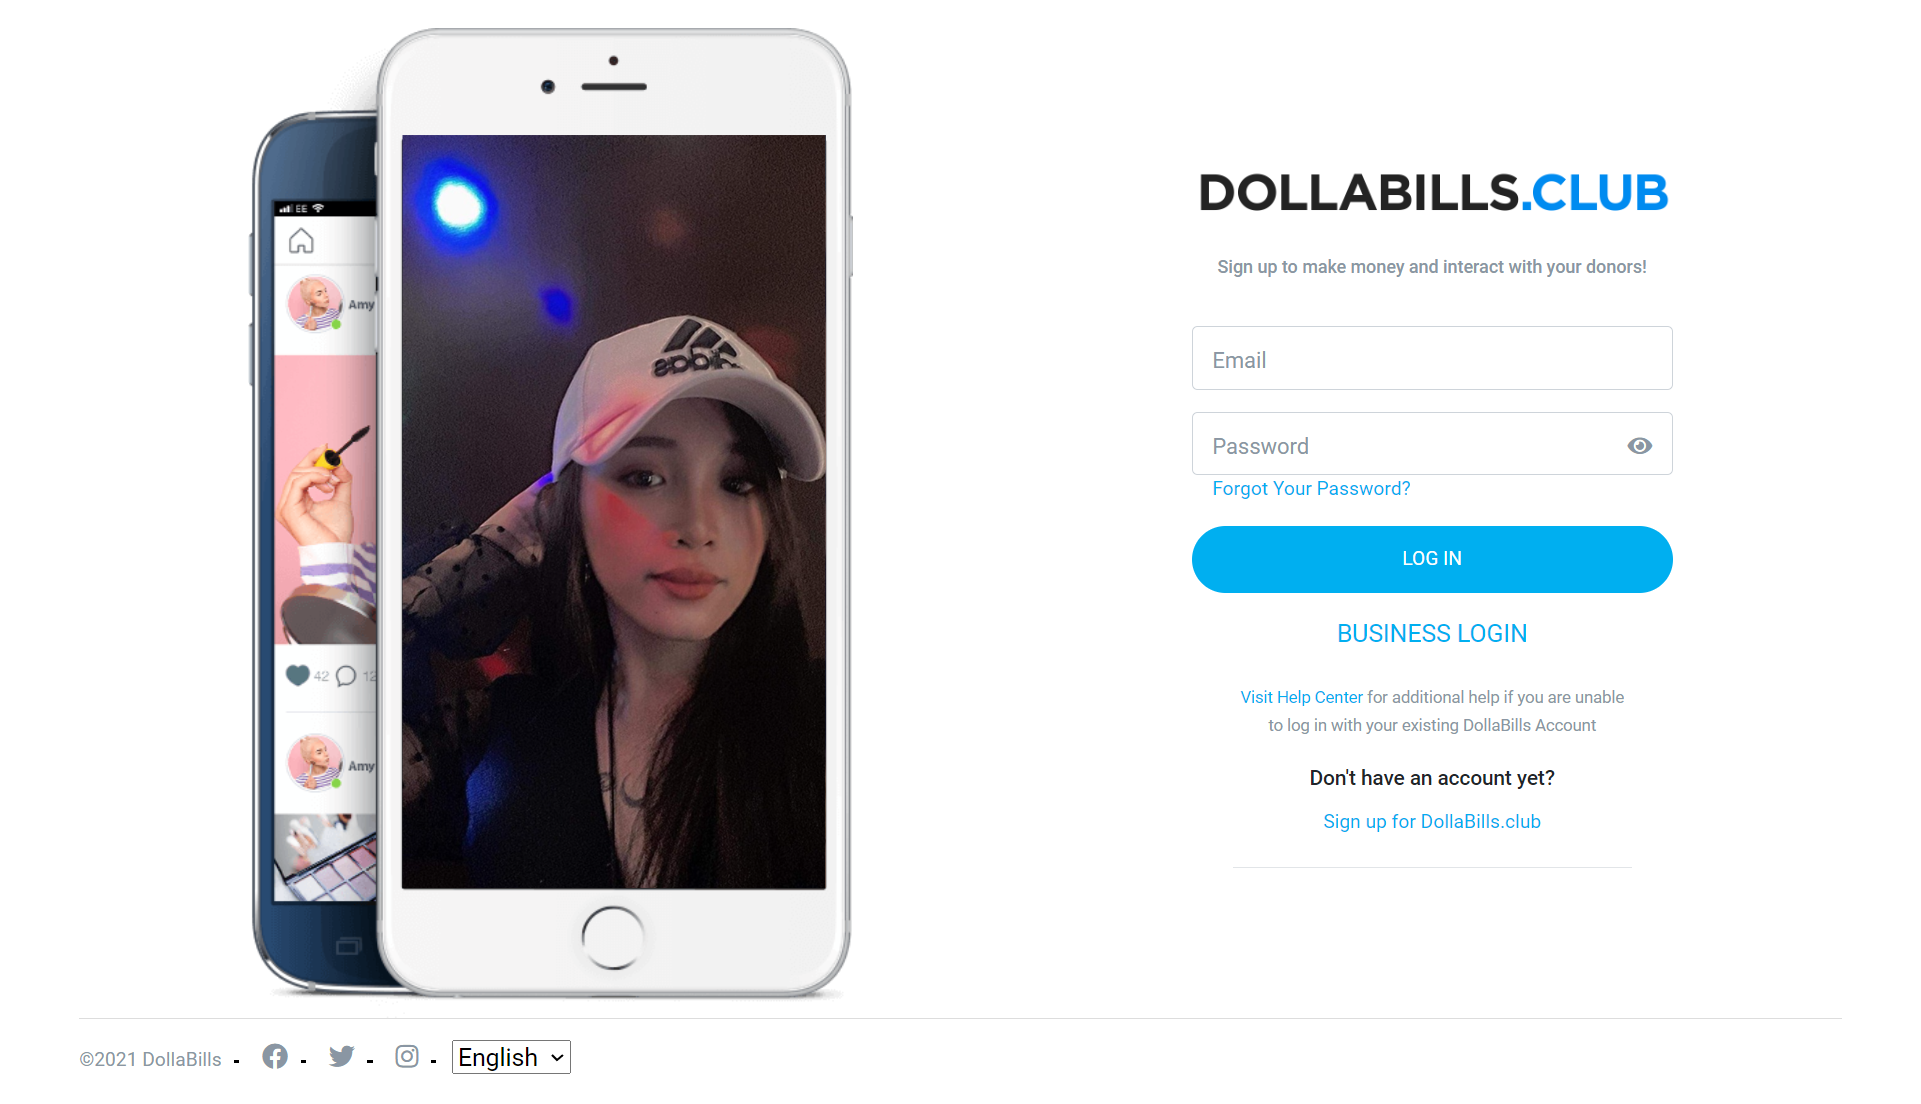 EE
Amy
42
12
Amy
adidas
DOLLABILLS.CLUB
Sign up to make money and interact with your donors!
Email
Password
Forgot Your Password?
LOG IN
BUSINESS LOGIN
Visit Help Center for additional help if you are unable
to log in with your existing DollaBills Account
Don't have an account yet?
Sign up for DollaBills.club
©2021 DollaBills - - - - English